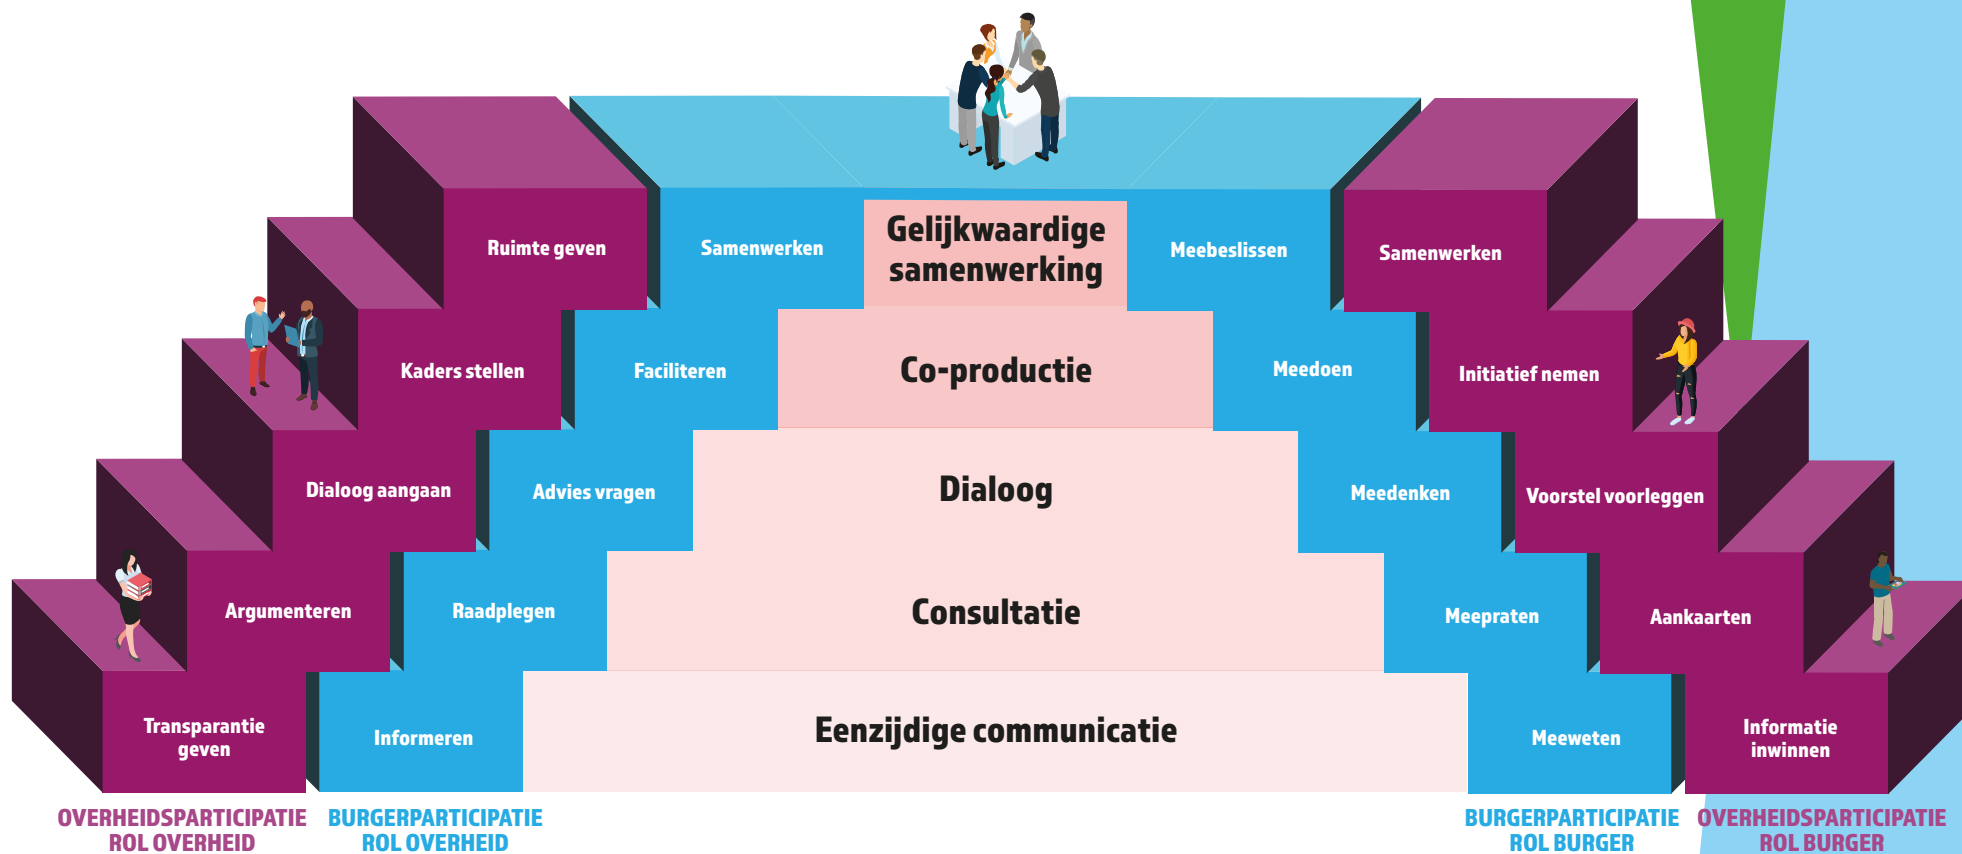 Ruimte geven
Samenwerken
Gelijkwaardige
samenwerking
Meebeslissen
Samenwerken
Kaders stellen
Faciliteren
Co-productie
Meedoen
Initiatief nemen
Dialoog aangaan
Advies vragen
Dialoog
Meedenken
Voorstel voorleggen
Argumenteren
Raadplegen
Consultatie
Meepraten
Aankaarten
Transparantie
geven
Informeren
Eenzijdige communicatie
Meeweten
Informatie
inwinnen
OVERHEIDSPARTICIPATIE
ROL OVERHEID
BURGERPARTICIPATIE
ROL OVERHEID
BURGERPARTICIPATIE
ROL BURGER
OVERHEIDSPARTICIPATIE
ROL BURGER